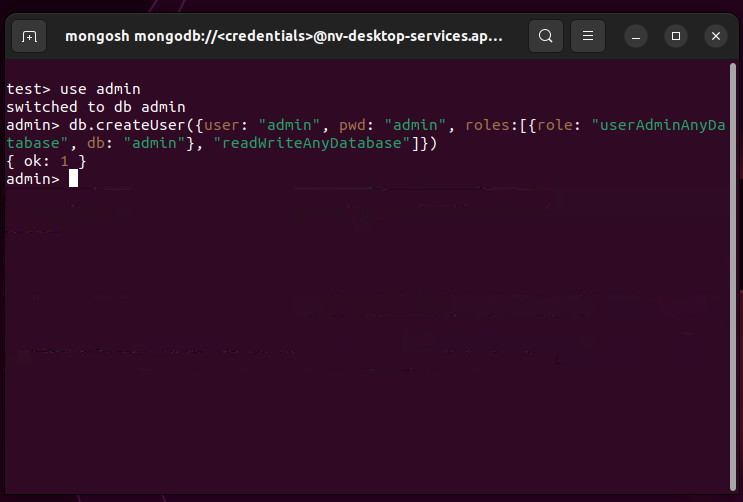 mongosh mongodb://<credentials>@nv-desktop-services.ap...
test> use admin
switched to db admin
admin> db.createUser({user: "admin", pwd: "admin", roles:[{role: "userAdminAnyDa
tabase", db: "admin"}, "readWriteAnyDatabase"]})
{ ok: 1 }
admin>